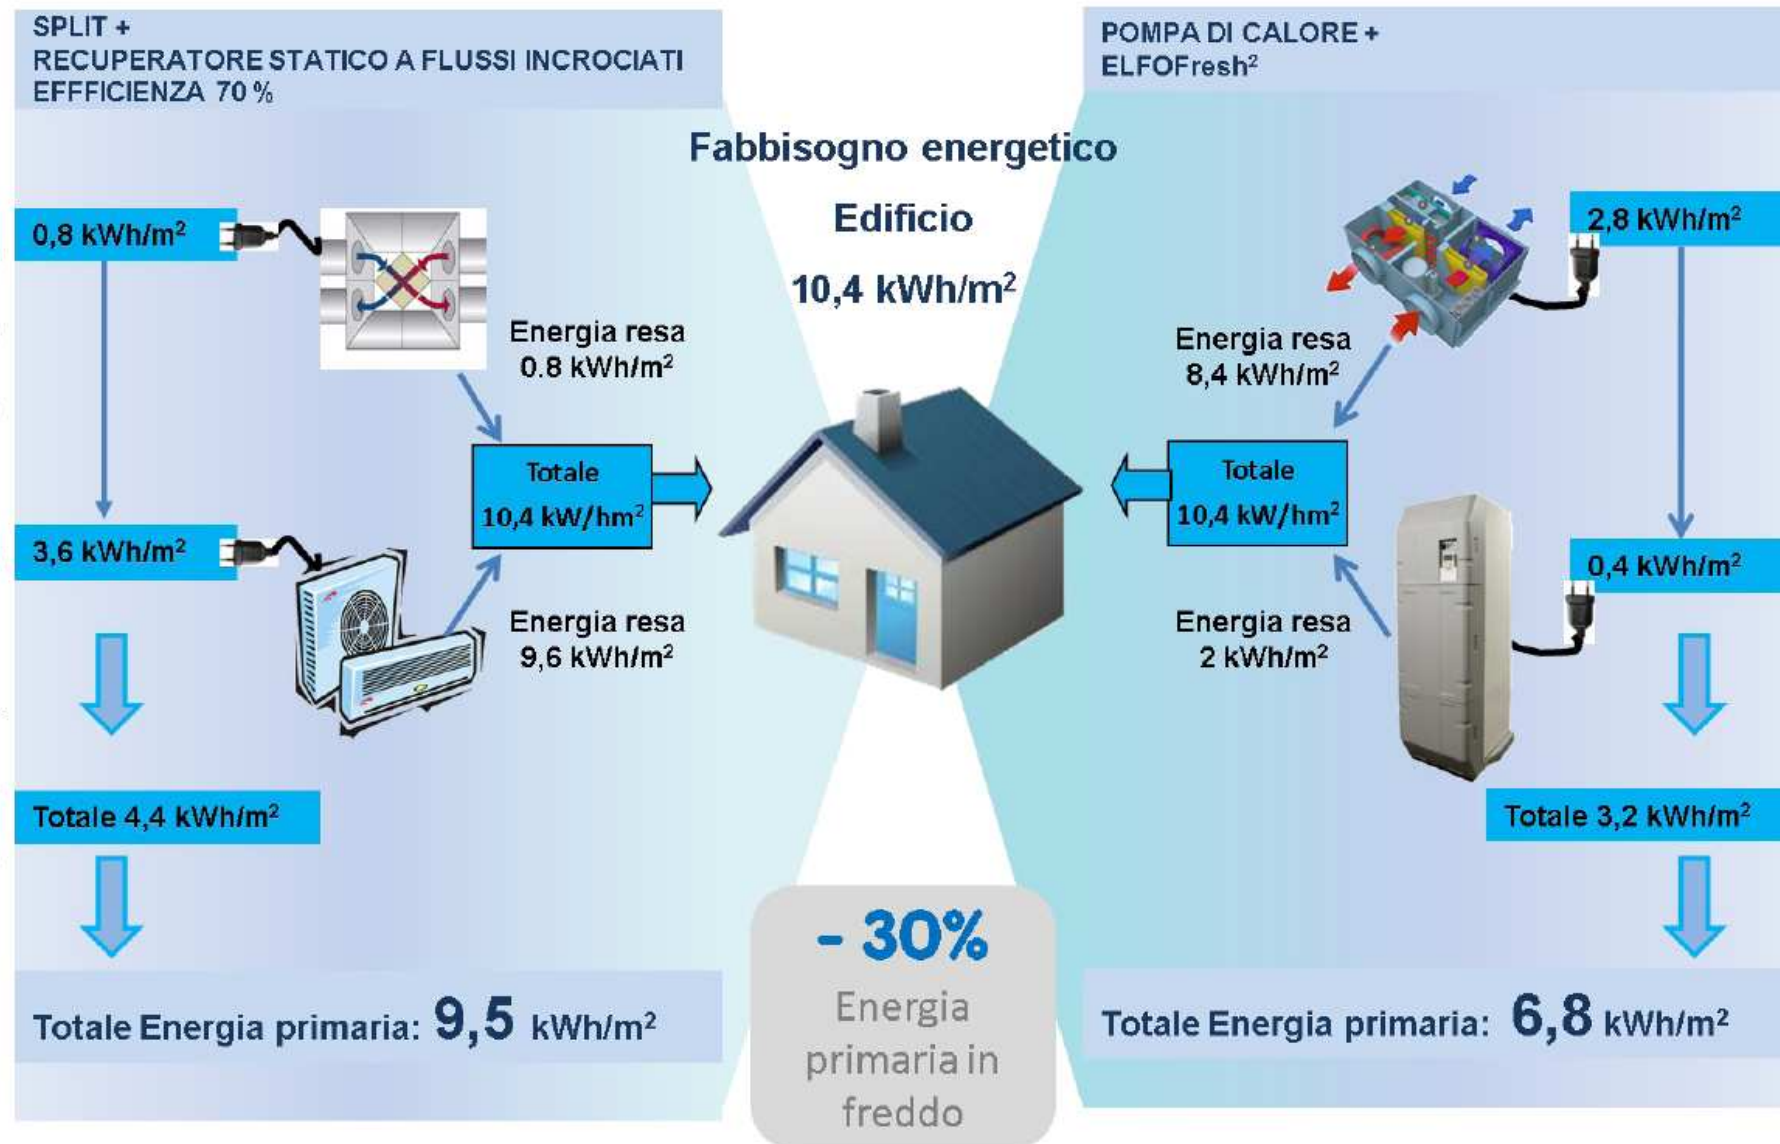 SPLIT +
RECUPERATORE STATICO A FLUSSI INCROCIATI
EFFFICIENZA 70 %
0,8 kWh/m²
Energia resa
0.8 kWh/m²
Totale
10,4 kW/hm²
3,6 kWh/m²
Energia resa
9,6 kWh/m²
Totale 4,4 kWh/m²
Totale Energia primaria: 9,5 kWh/m²
Fabbisogno energetico
Edificio
10,4 kWh/m²
- 30%
Energia
primaria in
freddo
POMPA DI CALORE +
ELFOFresh²
2,8 kWh/m²
Energia resa
8,4 kWh/m²
Totale
10,4 kW/hm²
0,4 kWh/m²
Energia resa
2 kWh/m²
Totale 3,2 kWh/m²
Totale Energia primaria: 6,8 kWh/m²